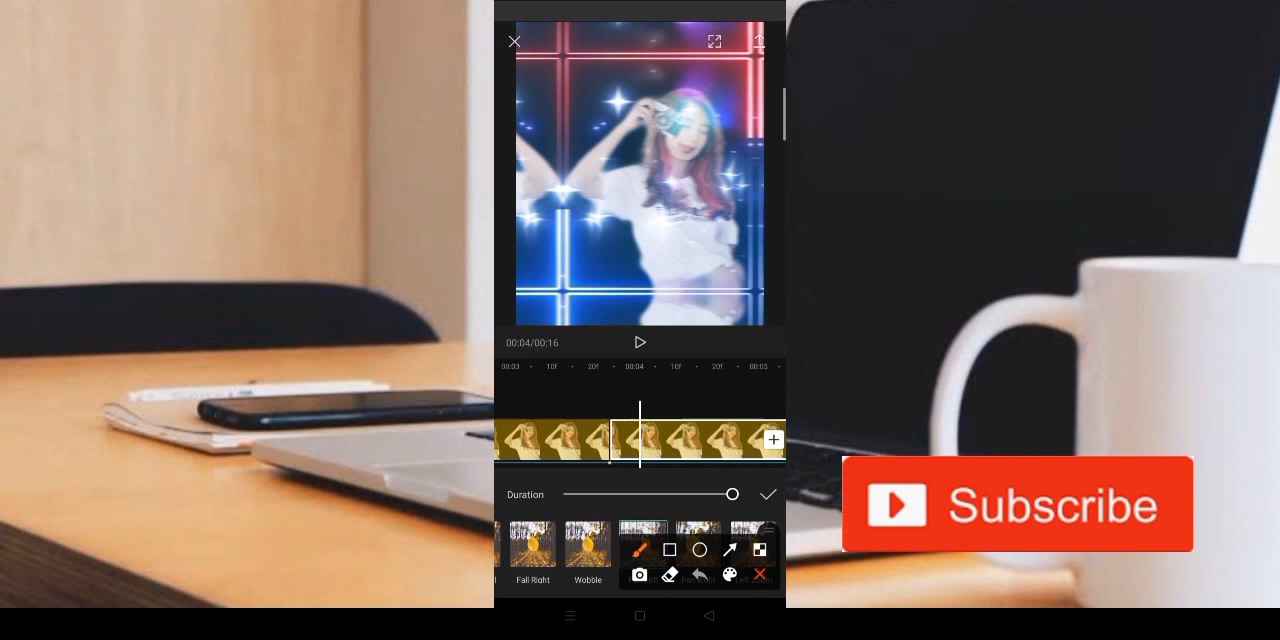 00:04/00:16
00:03 10f 20f 00:04 10f 20f 00:05
Duration
Fall Right Wobble
Subscribe